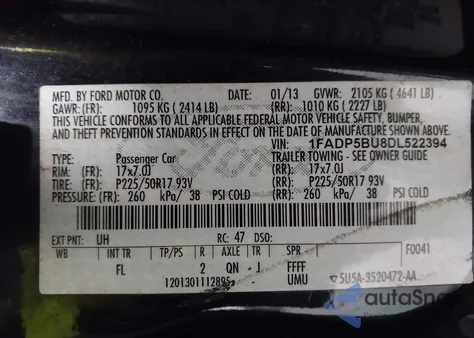 MFD. BY FORD MOTOR CO. DATE: 01/13 GVWR: 2105 KG ( 4641 LB)
GAWR: (FR) 1095 KG ( 2414 LB) (RR): 1010 KG ( 2227 LB)
THIS VEHICLE CONFORMS TO ALL APPLICABLE FEDERAL MOTOR VEHICLE SAFETY, BUMPER,
AND THEFT PREVENTION STANDARDS IN EFFECT ON THE DATE OF MANUFACTURE SHOWN ABOVE.
VIN: 1FADP5BU8DL522394
TYPE: Passenger Car TRAILER TOWING - SEE OWNER GUIDE
RIM: (FR) 17x7.0J (RR): 17x7.0J
TIRE: (FR) P225/50R17 93V (RR): P225/50R17 93V
PRESSURE: (FR) 260 kPa/ 38 PSI COLD (RR): 260 kPa/ 38 PSI COLD
EXT PNT: UH RC: 47 DSO: F0041
WB INT TR TP/PS R AXLE TR SPR
FL 2 QN J FFFF
1201301112895 UMU ▽5U5A-3520472-AA
autoSnap